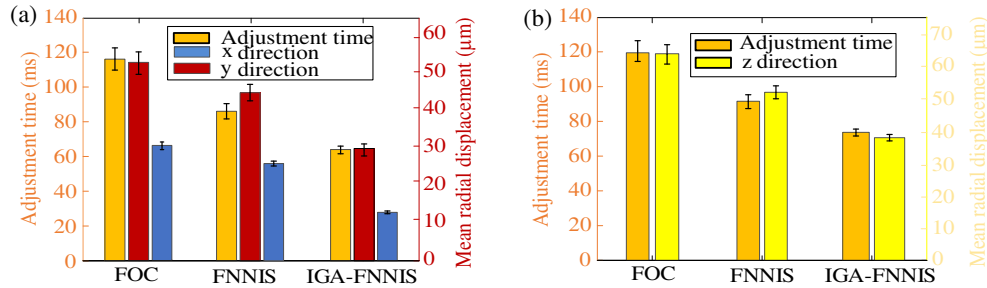 (a)
Adjustment time (ms)
140
120
100
80
60
40
20
0
Adjustment time
x direction
y direction
FOC
FNNIS
IGA-FNNIS
60
50
40
30
20
10
0
Mean radial displacement (μm)
(b)
Adjustment time (ms)
140
120
100
80
60
40
20
0
Adjustment time
z direction
FOC
FNNIS
IGA-FNNIS
70
60
50
40
30
20
10
0
Mean radial displacement (μm)